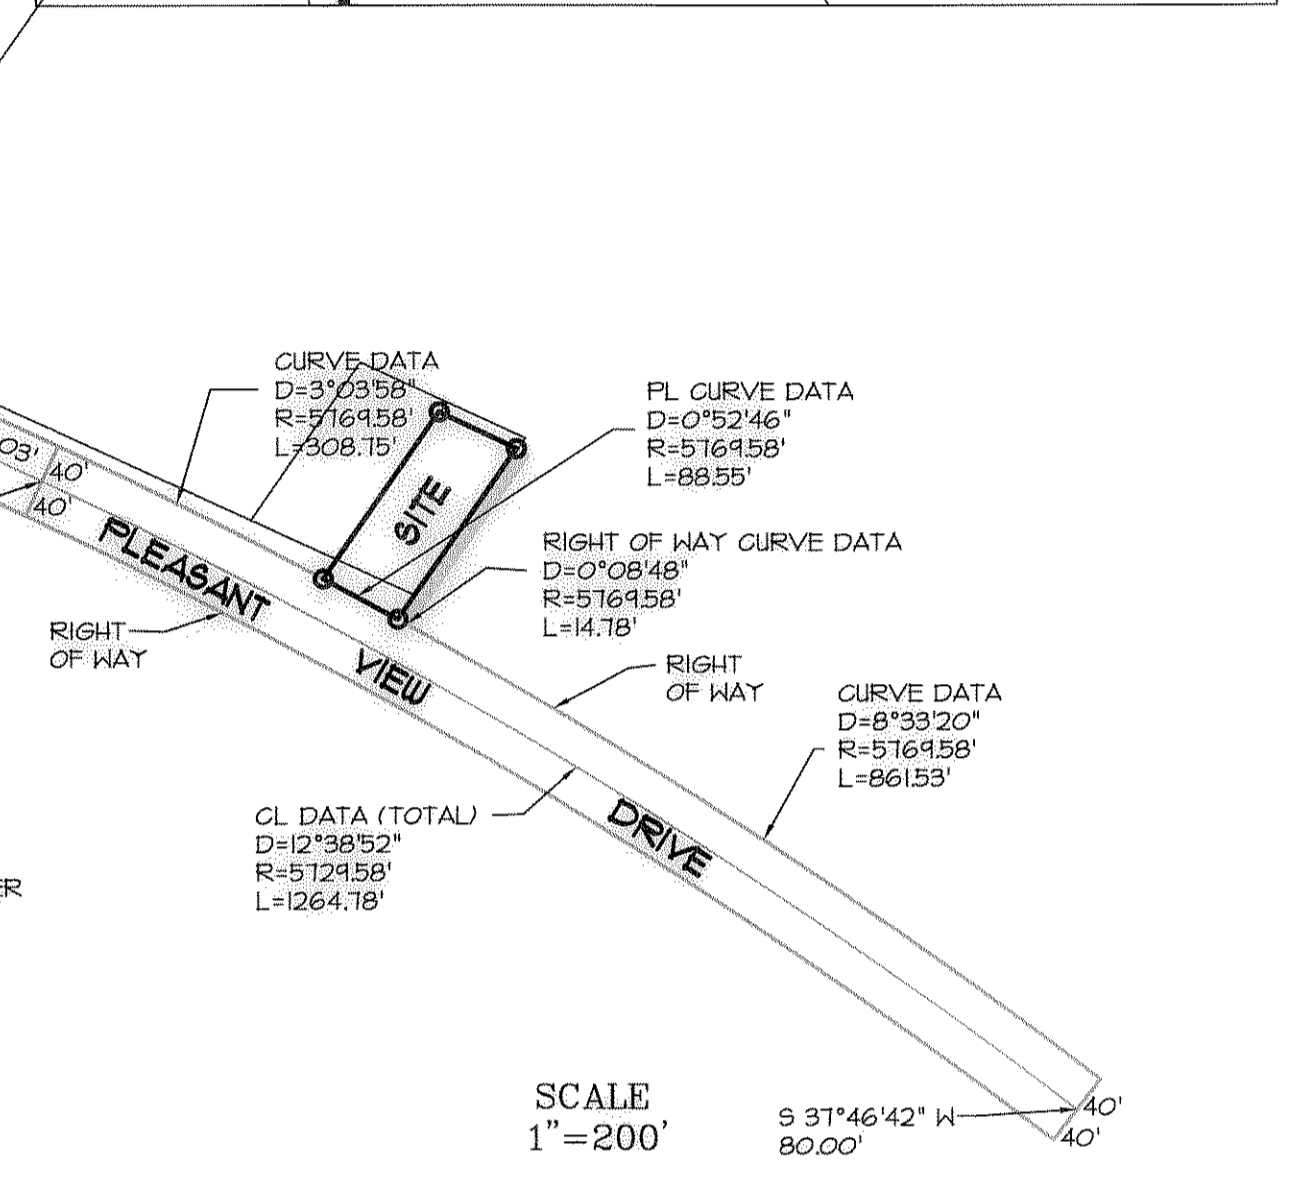 CURVE DATA
D=3°03'58"
R=5769.58'
L=308.75'
PL CURVE DATA
D=0°52'46"
R=5769.58'
L=88.55'
03'
40'
40'
SITE
PLEASANT
VIEW
DRIVE
RIGHT OF WAY CURVE DATA
D=0°08'48"
R=5769.58'
L=14.78'
RIGHT
OF WAY
RIGHT
OF WAY
CURVE DATA
D=8°33'20"
R=5769.58'
L=861.53'
CL DATA (TOTAL)
D=12°38'52"
R=5729.58'
L=1264.78'
ER
SCALE
1"=200'
S 37°46'42" W
80.00'
40'
40'